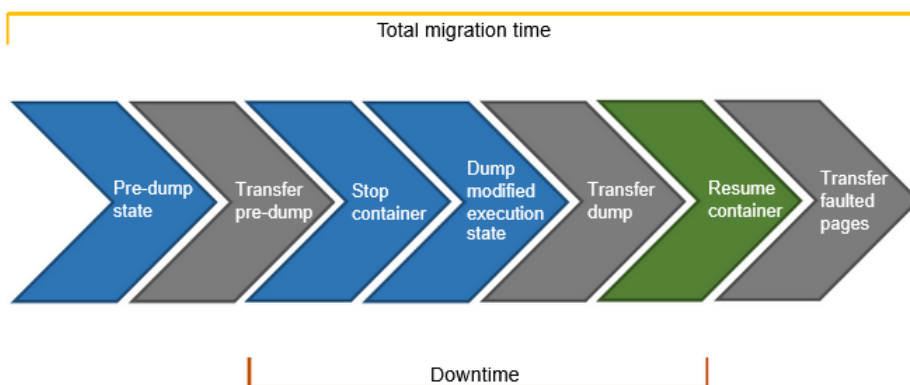 Total migration time
Pre-dump
state
Transfer
pre-dump
Stop
container
Dump
modified
execution
state
Transfer
dump
Resume
container
Transfer
faulted
pages
Downtime